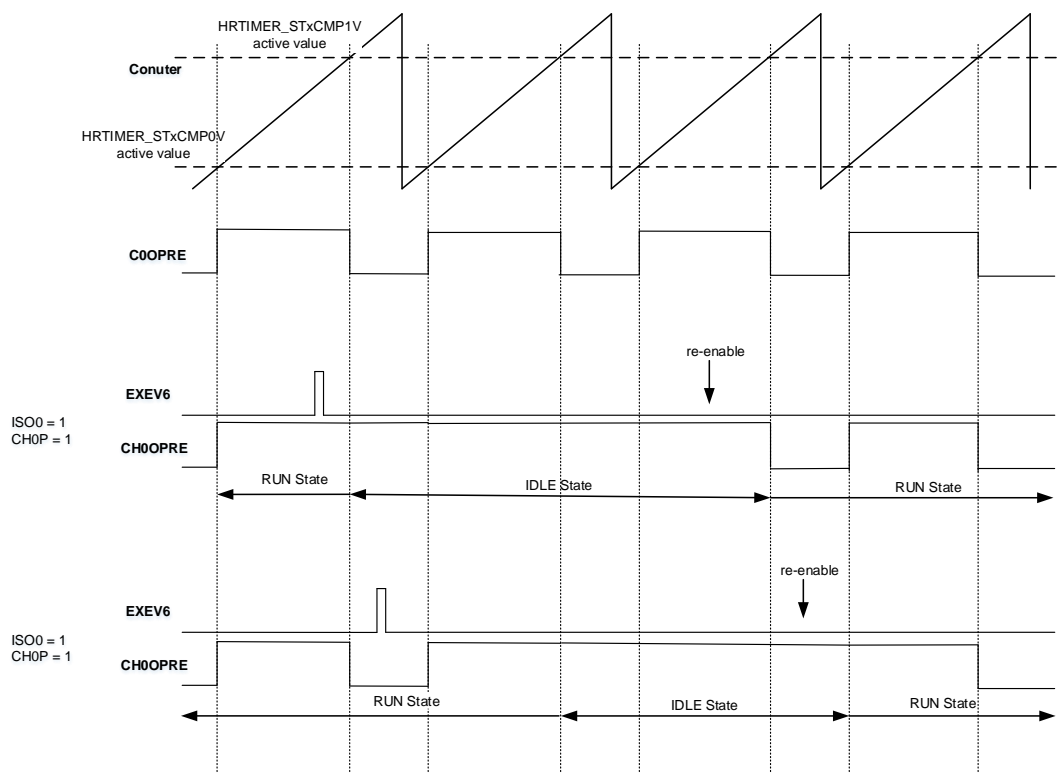 HRTIMER_STxCMP1V
active value
Conuter
HRTIMER_STxCMP0V
active value
C0OPRE
re-enable
EXEV6
ISO0 = 1
CH0P = 1
CH0OPRE
RUN State
IDLE State
RUN State
re-enable
EXEV6
ISO0 = 1
CH0P = 1
CH0OPRE
RUN State
IDLE State
RUN State